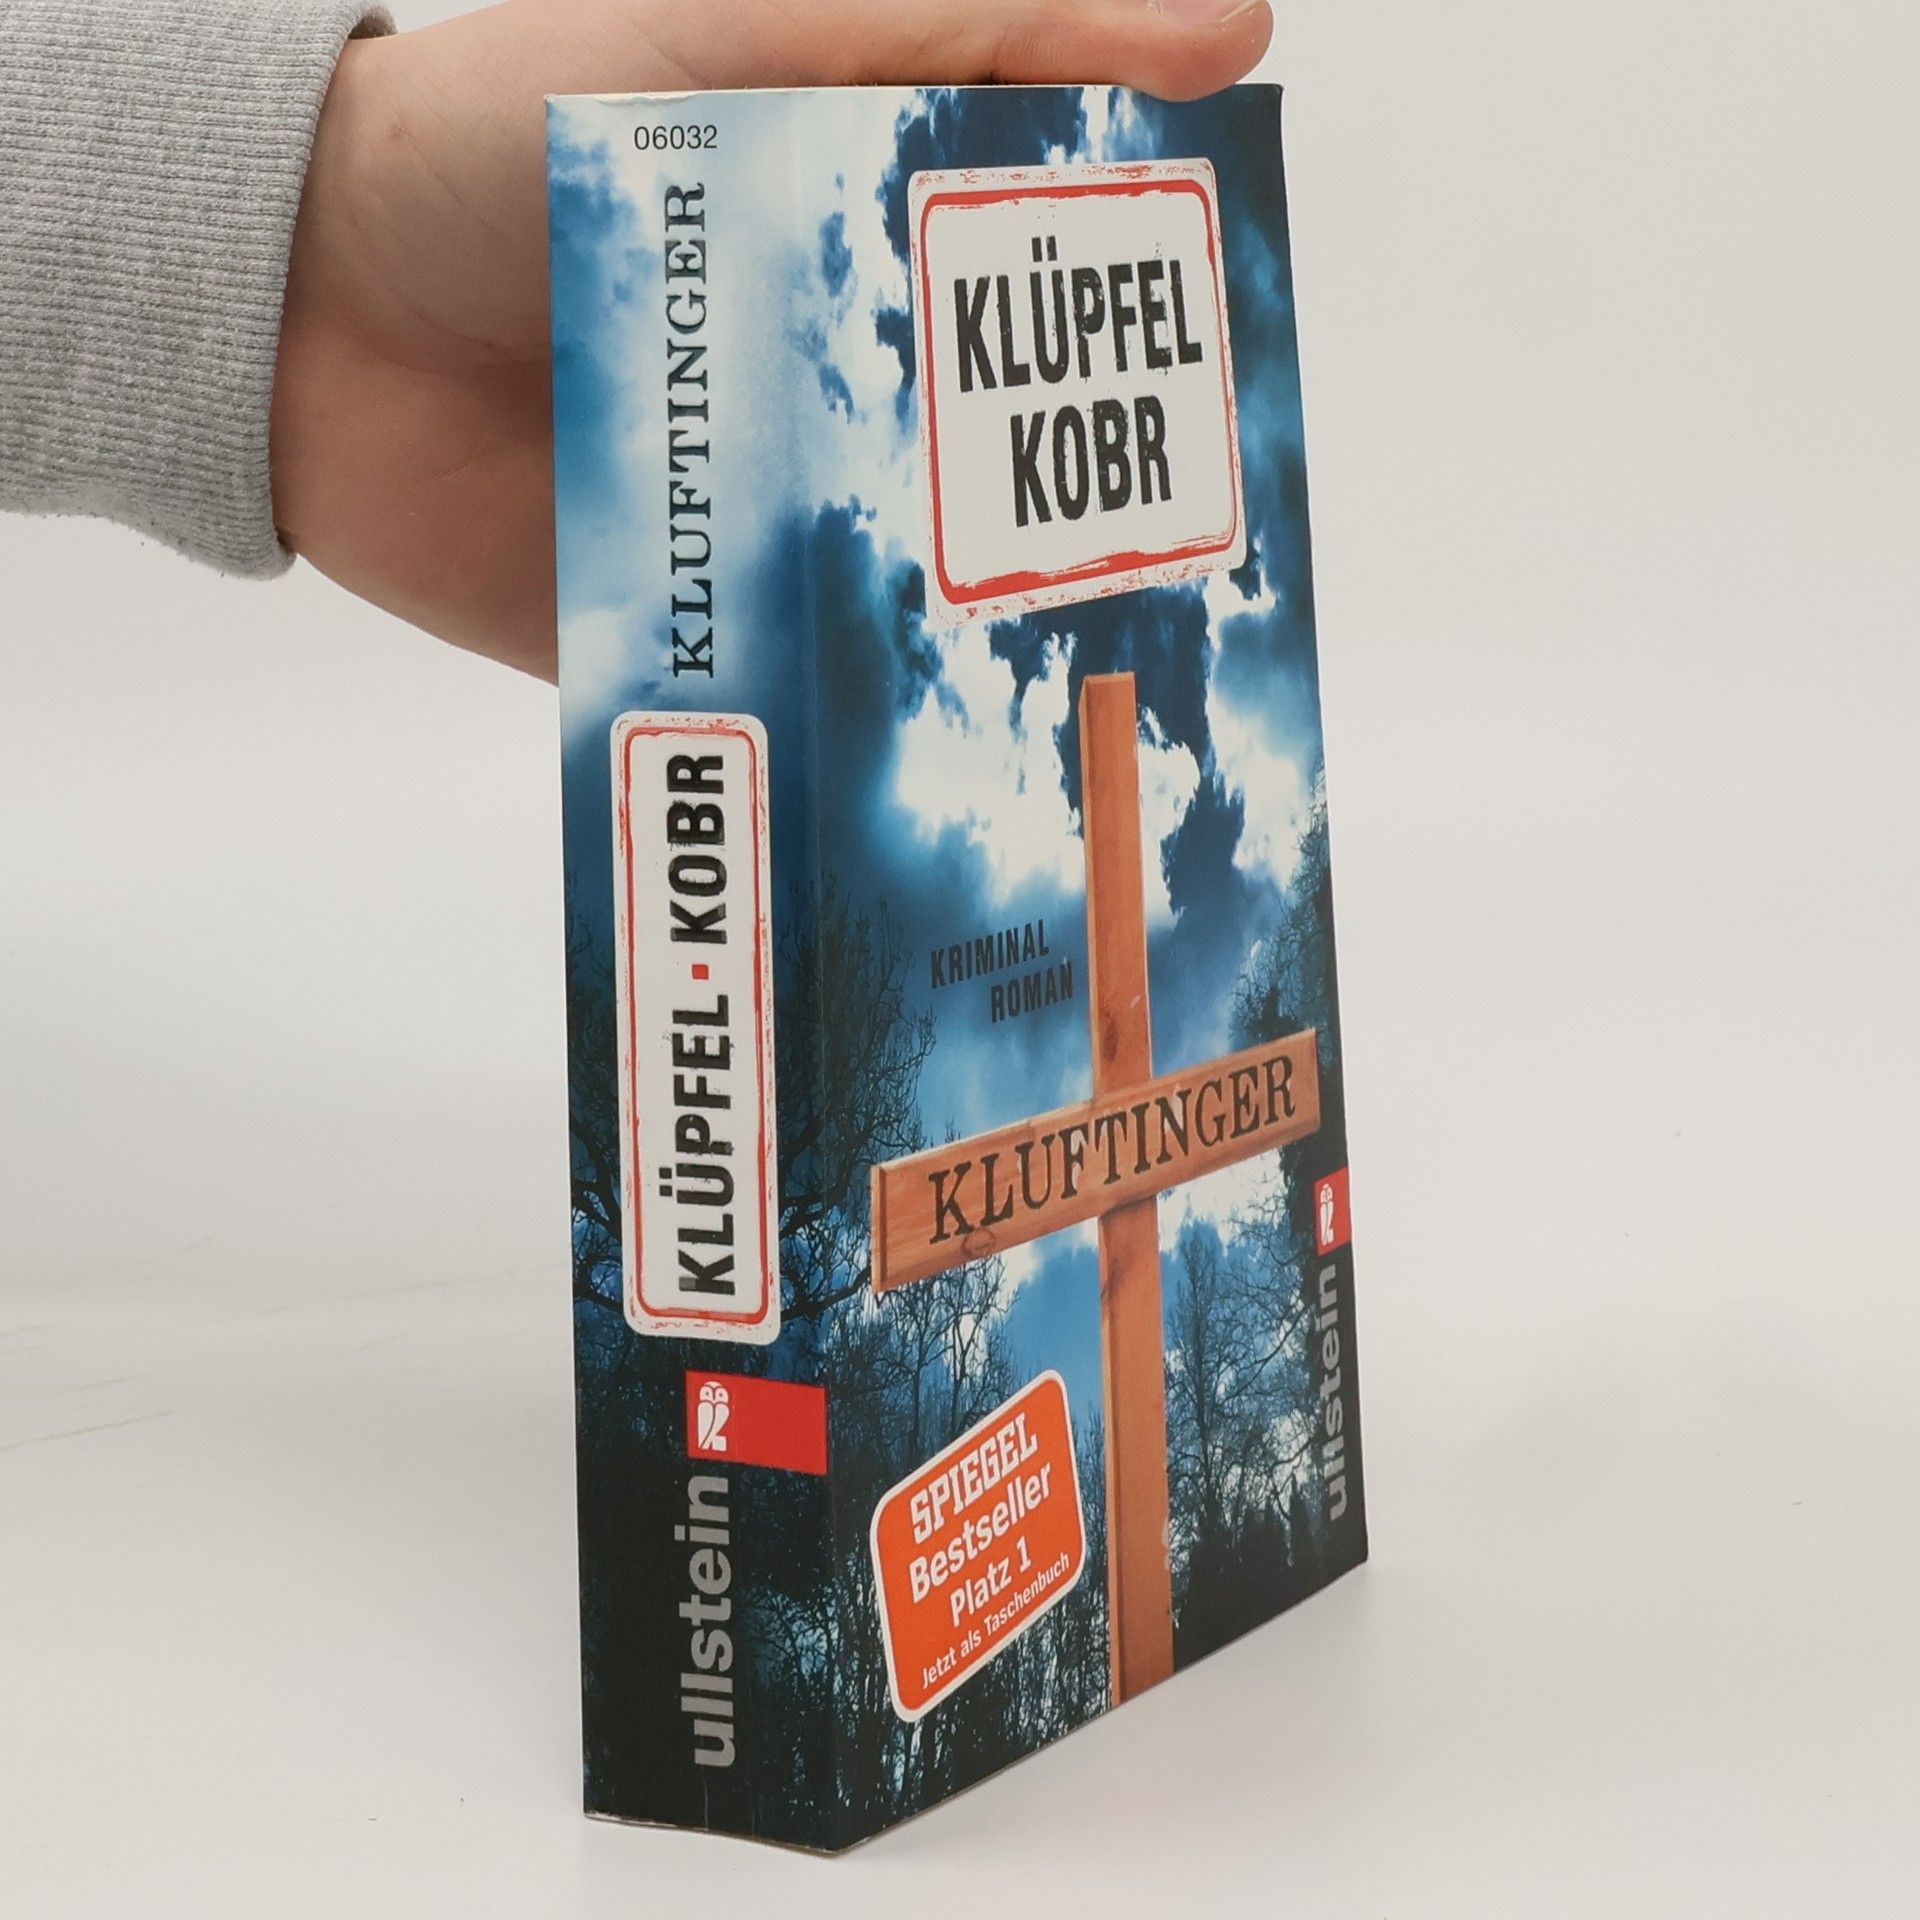 06032
KLUFTINGER
KLÜPFEL · KOBR
ullstein
KLÜPFEL
KOBR
KRIMINAL
ROMAN
KLUFTINGER
SPIEGEL
Bestseller
Platz 1
Jetzt als Taschenbuch
ullstein